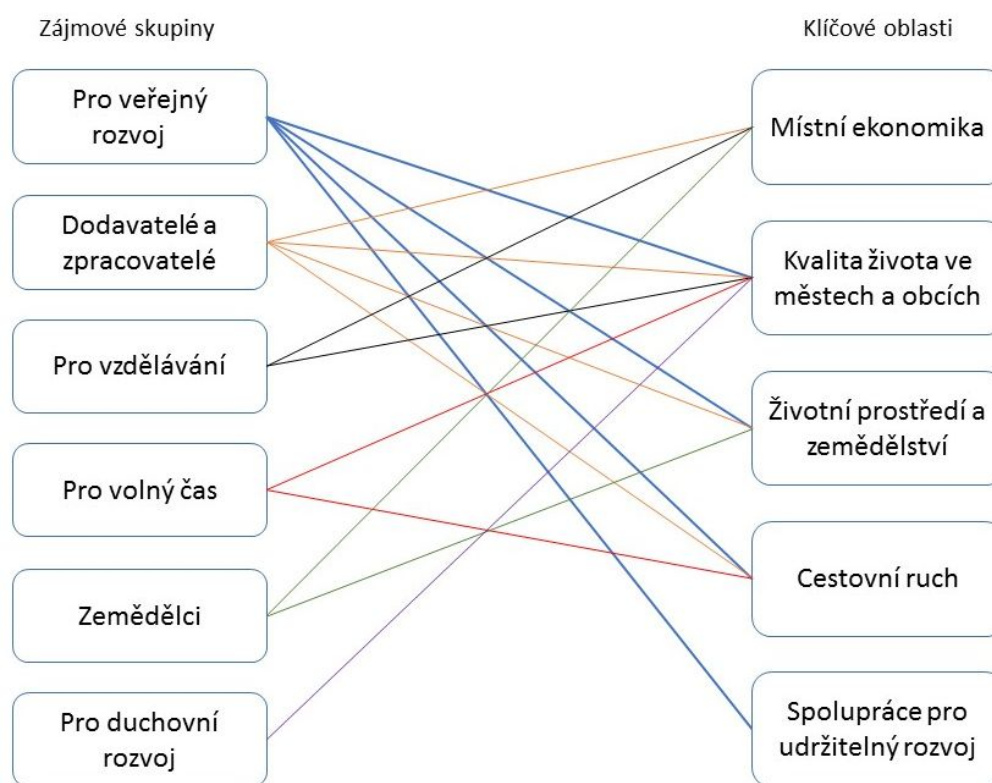 Zájmové skupiny
Klíčové oblasti
Pro veřejný
rozvoj
Dodavatelé a
zpracovatelé
Pro vzdělávání
Pro volný čas
Zemědělci
Pro duchovní
rozvoj
Místní ekonomika
Kvalita života ve
městech a obcích
Životní prostředí a
zemědělství
Cestovní ruch
Spolupráce pro
udržitelný rozvoj